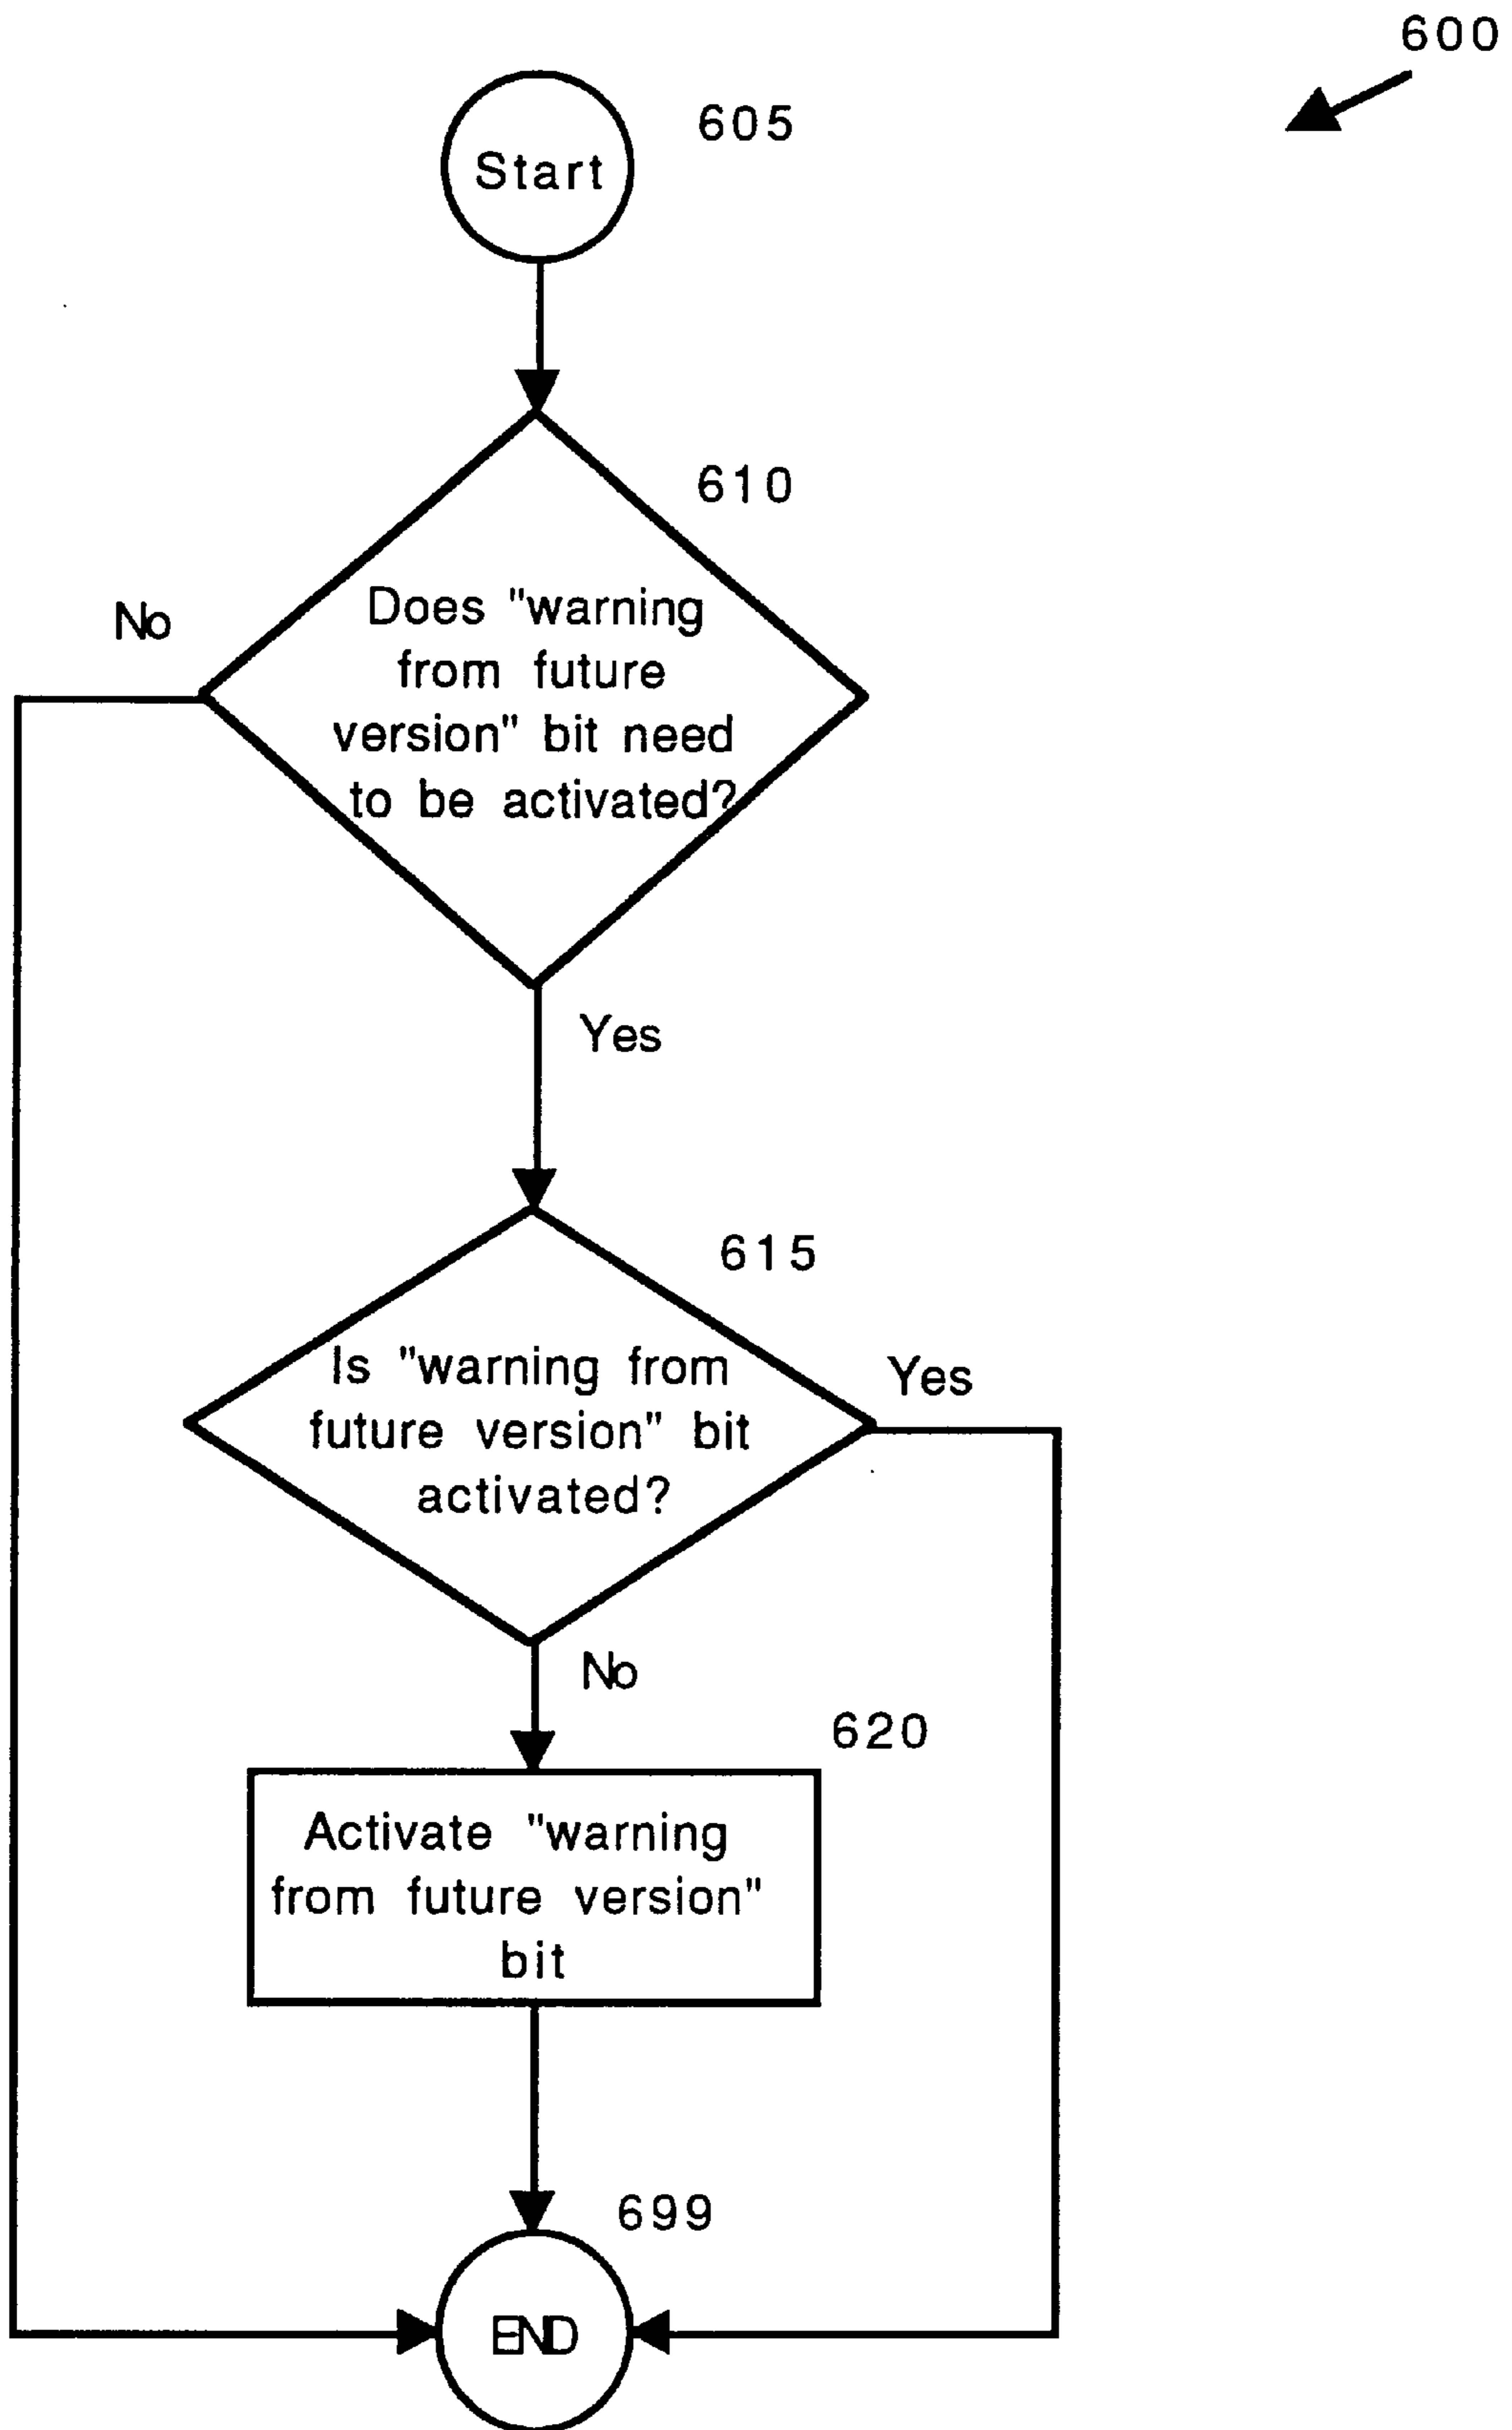 600
605
Start
610
Does "warning
from future
version" bit need
to be activated?
No
Yes
615
Is "warning from
future version" bit
activated?
Yes
No
620
Activate "warning
from future version"
bit
699
END